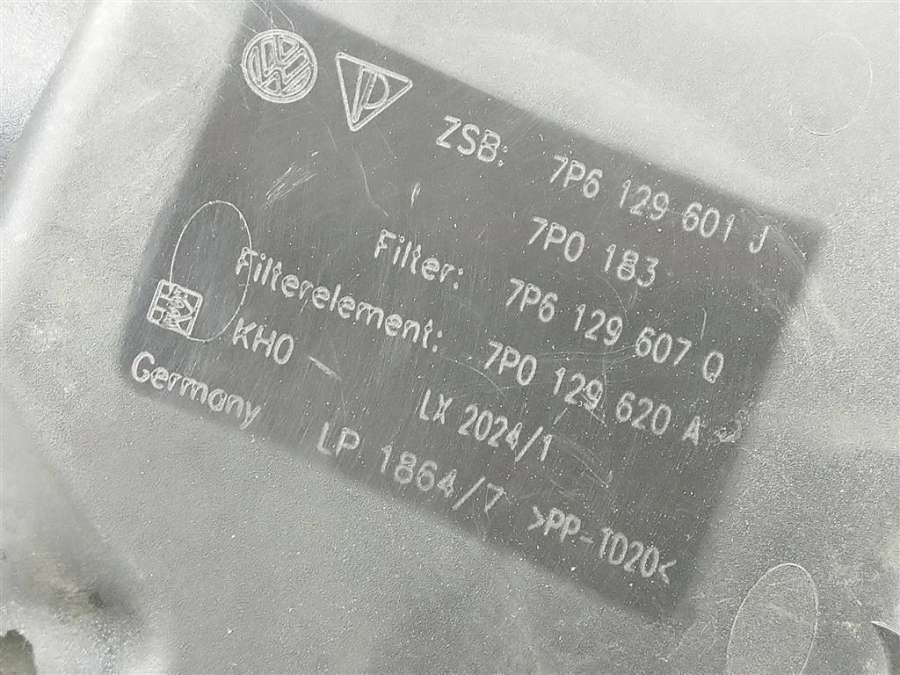 ZSB: 7P6 129 601 J
7P0 183
Filter: 7P6 129 607 Q
Filterelement: 7P0 129 620 A
KH0 LX 2024/1
Germany LP 1864/7 >PP-TD20<